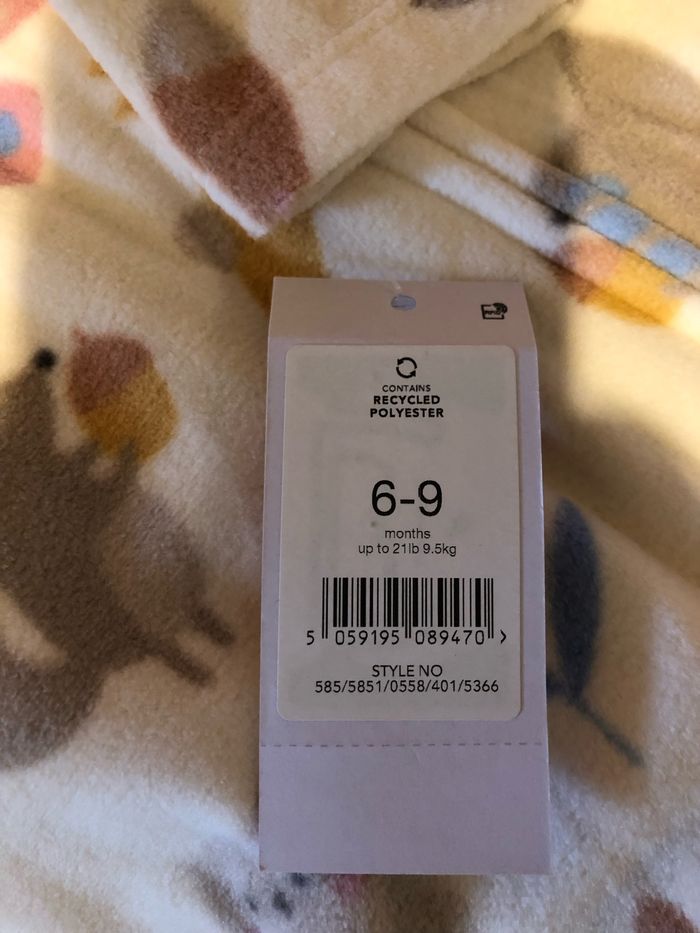 CONTAINS
RECYCLED
POLYESTER
6-9
months
up to 21lb 9.5kg
5 059195 089470 >
STYLE NO
585/5851/0558/401/5366